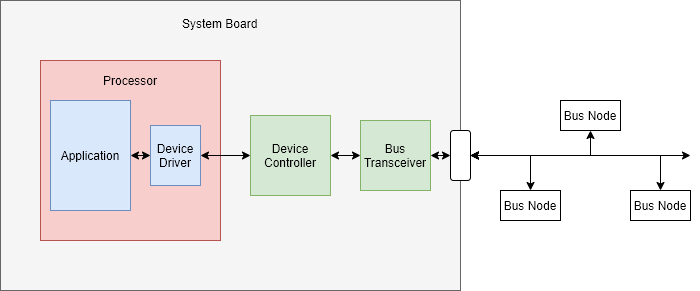 System Board
Processor
Application
Device
Driver
Device
Controller
Bus
Transceiver
Bus Node
Bus Node
Bus Node